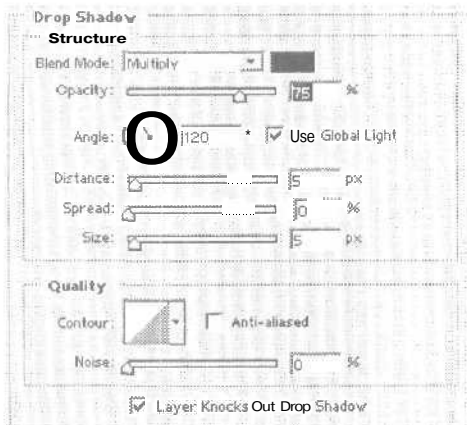 Drop Shadow
Structure
Blend Mode: Multiply
Opacity: 75 %
Angle: 120 ° Use Global Light
Distance: 5 px
Spread: 0 %
Size: 5 px
Quality
Contour: Anti-aliased
Noise: 0 %
Layer Knocks Out Drop Shadow